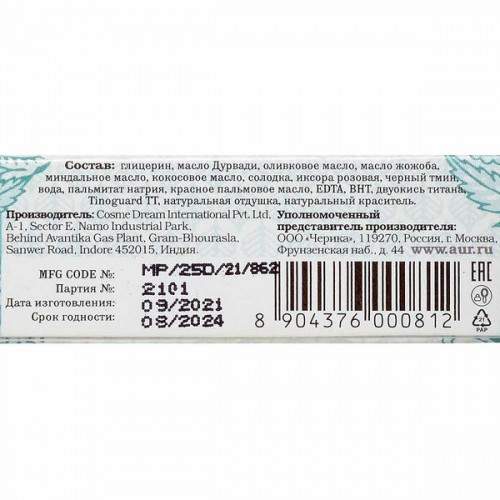 Состав: глицерин, масло Дурвади, оливковое масло, масло жожоба,
миндальное масло, кокосовое масло, солодка, иксора розовая, черный тмин,
вода, пальмитат натрия, красное пальмовое масло, EDTA, BHT, двуокись титана,
Tinoguard TT, натуральная отдушка, натуральный краситель.
Производитель: Cosme Dream International Pvt. Ltd,
A-1, Sector E, Namo Industrial Park,
Behind Avantika Gas Plant, Gram-Bhourasla,
Sanwer Road, Indore 452015, Индия.
Уполномоченный
представитель производителя:
ООО «Черика», 119270, Россия, г. Москва,
Фрунзенская наб., д. 44 www.aur.ru
MFG CODE №: MP/25D/21/862
Партия №: 2101
Дата изготовления: 09/2021
Срок годности: 08/2024
8 904376 000812
EAC
21
PAP